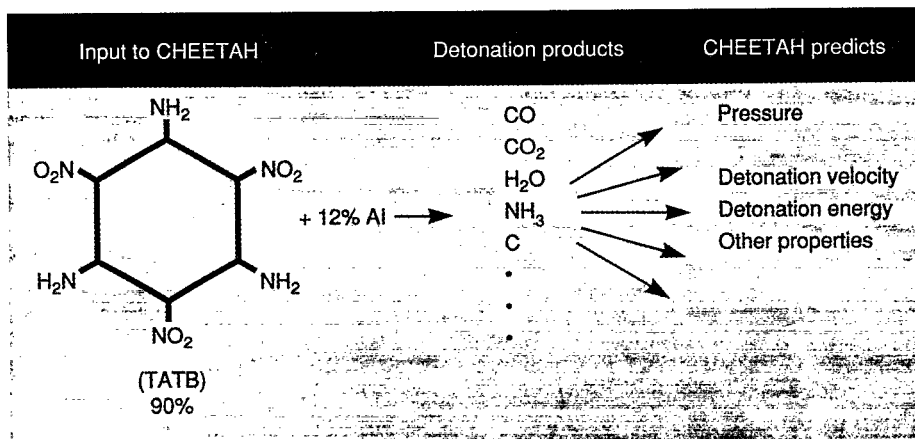 Input to CHEETAH
Detonation products
CHEETAH predicts
NH₂
O₂N
NO₂
H₂N
NH₂
NO₂
(TATB)
90%
+ 12% Al
CO
CO₂
H₂O
NH₃
C
Pressure
Detonation velocity
Detonation energy
Other properties